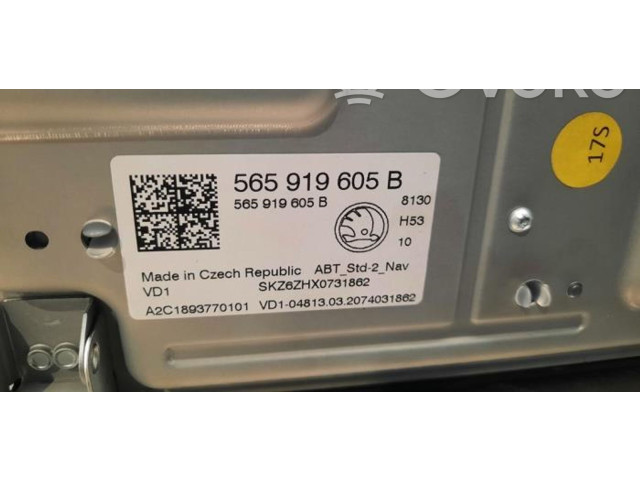 565 919 605 B
565 919 605 B
8130
H53
10
Made in Czech Republic ABT_Std-2_Nav
VD1 SKZ6ZHX0731862
A2C1893770101 VD1-04813.03.2074031862
17S